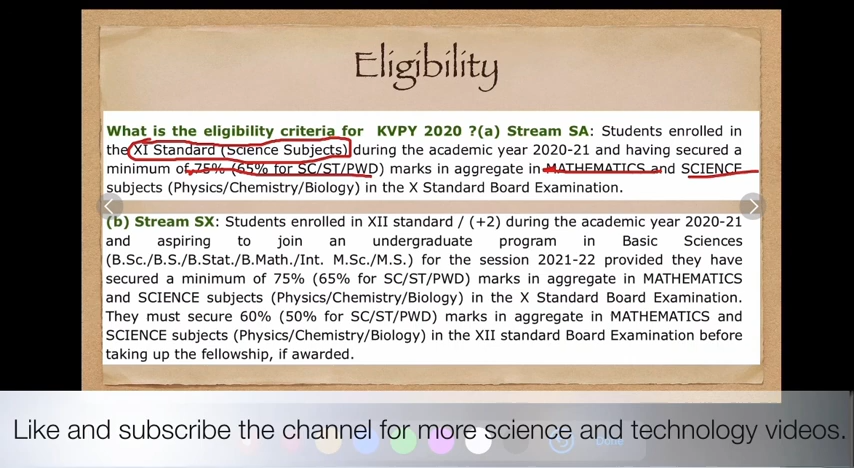 Eligibility
What is the eligibility criteria for KVPY 2020 ?(a) Stream SA: Students enrolled in
the XI Standard (Science Subjects) during the academic year 2020-21 and having secured a
minimum of 75% (65% for SC/ST/PWD) marks in aggregate in MATHEMATICS and SCIENCE
subjects (Physics/Chemistry/Biology) in the X Standard Board Examination.
(b) Stream SX: Students enrolled in XII standard / (+2) during the academic year 2020-21
and aspiring to join an undergraduate program in Basic Sciences
(B.Sc./B.S./B.Stat./B.Math./Int. M.Sc./M.S.) for the session 2021-22 provided they have
secured a minimum of 75% (65% for SC/ST/PWD) marks in aggregate in MATHEMATICS
and SCIENCE subjects (Physics/Chemistry/Biology) in the X Standard Board Examination.
They must secure 60% (50% for SC/ST/PWD) marks in aggregate in MATHEMATICS and
SCIENCE subjects (Physics/Chemistry/Biology) in the XII standard Board Examination before
taking up the fellowship, if awarded.
Like and subscribe the channel for more science and technology videos.